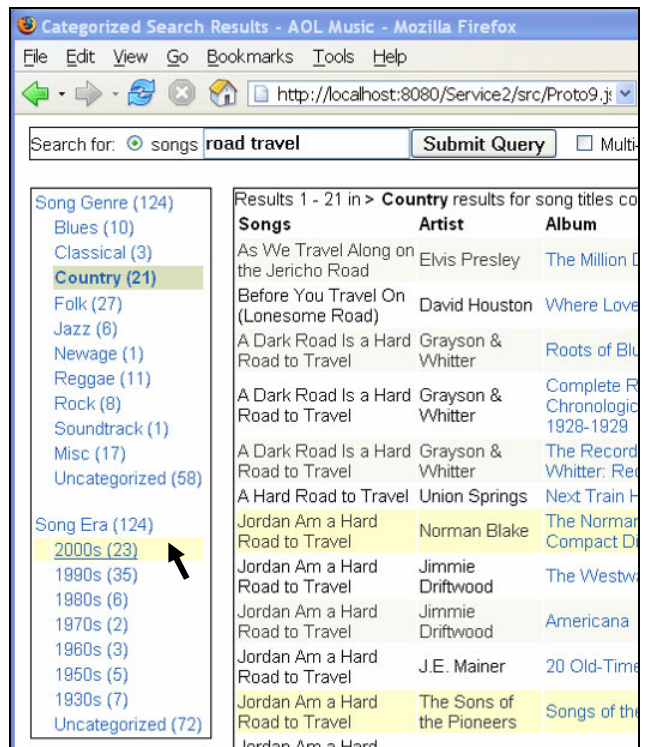 Categorized Search Results - AOL Music - Mozilla Firefox
File Edit View Go Bookmarks Tools Help
http://localhost:8080/Service2/src/Proto9.js
Search for: songs road travel Submit Query Multi-
Song Genre (124)
Blues (10)
Classical (3)
Country (21)
Folk (27)
Jazz (6)
Newage (1)
Reggae (11)
Rock (8)
Soundtrack (1)
Misc (17)
Uncategorized (58)
Song Era (124)
2000s (23)
1990s (35)
1980s (6)
1970s (2)
1960s (3)
1950s (5)
1930s (7)
Uncategorized (72)
Results 1 - 21 in > Country results for song titles co
Songs Artist Album
As We Travel Along on
the Jericho Road Elvis Presley The Million
Before You Travel On
(Lonesome Road) David Houston Where Love
A Dark Road Is a Hard Grayson &
Road to Travel Whitter Roots of Blu
A Dark Road Is a Hard Grayson & Complete R
Road to Travel Whitter Chronologic
1928-1929
A Dark Road Is a Hard Grayson & The Record
Road to Travel Whitter Whitter: Rec
A Hard Road to Travel Union Springs Next Train H
Jordan Am a Hard The Norman
Road to Travel Norman Blake Compact Di
Jordan Am a Hard Jimmie
Road to Travel Driftwood The Westwa
Jordan Am a Hard Jimmie
Road to Travel Driftwood Americana
Jordan Am a Hard
Road to Travel J.E. Mainer 20 Old-Time
Jordan Am a Hard The Sons of
Road to Travel the Pioneers Songs of the
Jordan Am a Hard